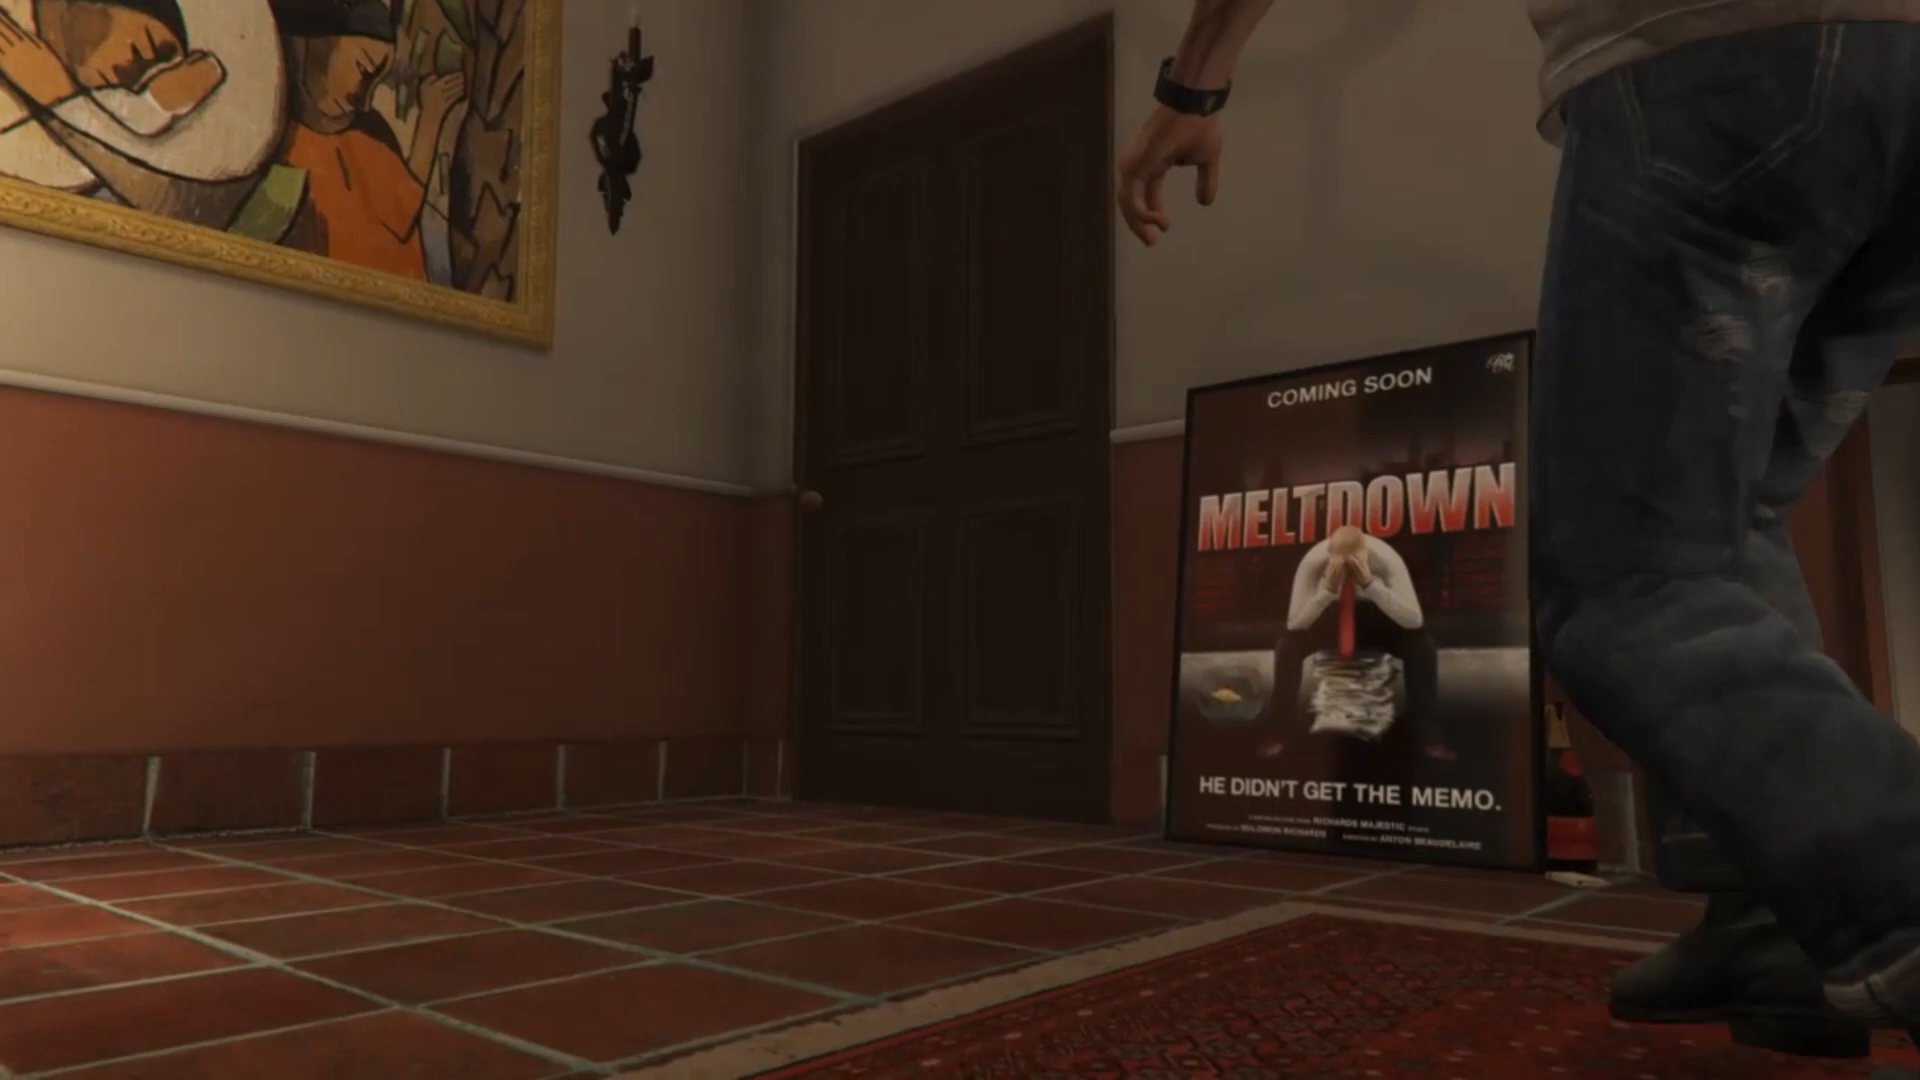 COMING SOON
MELTDOWN
HE DIDN'T GET THE MEMO.
RICHARDS MAJESTIC
SOLOMON RICHARDS
ANTON BEAUDELAIRE